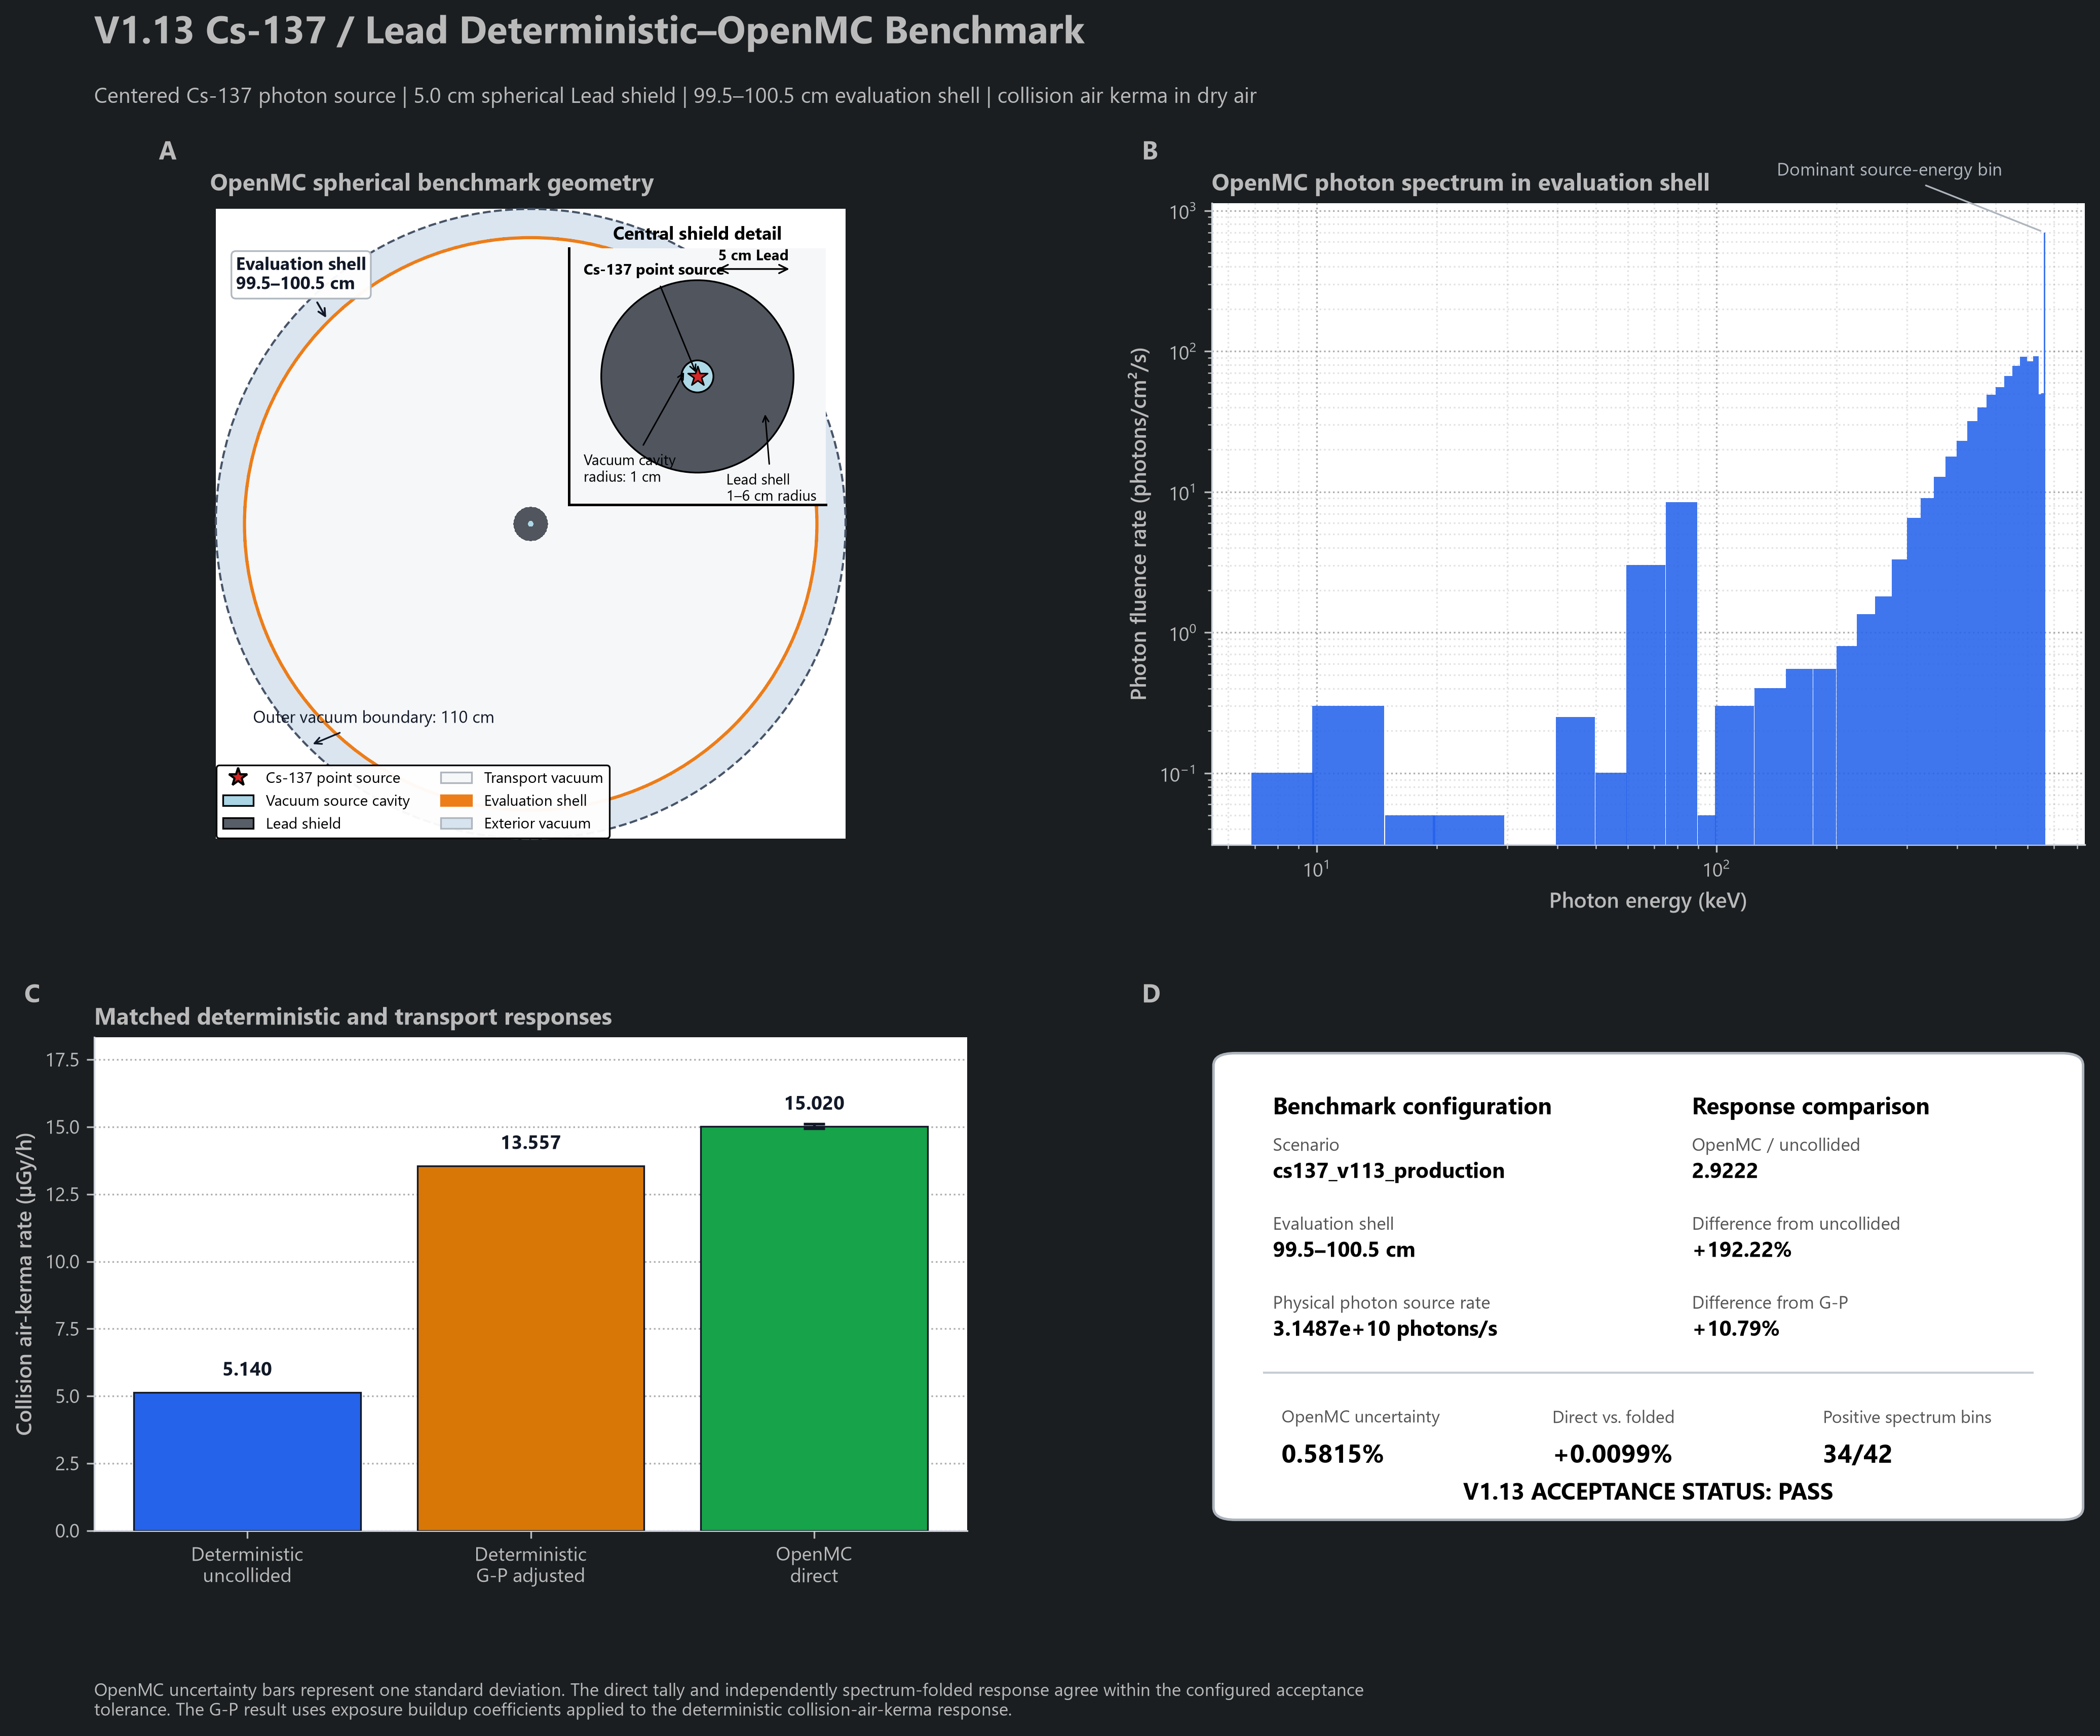 V1.13 Cs-137 / Lead Deterministic–OpenMC Benchmark
Centered Cs-137 photon source | 5.0 cm spherical Lead shield | 99.5–100.5 cm evaluation shell | collision air kerma in dry air
A
OpenMC spherical benchmark geometry
Evaluation shell
99.5–100.5 cm
Central shield detail
5 cm Lead
Cs-137 point source
Vacuum cavity
radius: 1 cm
Lead shell
1–6 cm radius
Outer vacuum boundary: 110 cm
Cs-137 point source
Vacuum source cavity
Lead shield
Transport vacuum
Evaluation shell
Exterior vacuum
B
OpenMC photon spectrum in evaluation shell
Dominant source-energy bin
Photon fluence rate (photons/cm²/s)
10³
10²
10¹
10⁰
10⁻¹
10¹
10²
Photon energy (keV)
C
Matched deterministic and transport responses
Collision air-kerma rate (μGy/h)
17.5
15.0
12.5
10.0
7.5
5.0
2.5
0.0
5.140
13.557
15.020
Deterministic
uncollided
Deterministic
G-P adjusted
OpenMC
direct
D
Benchmark configuration
Scenario
cs137_v113_production
Evaluation shell
99.5–100.5 cm
Physical photon source rate
3.1487e+10 photons/s
Response comparison
OpenMC / uncollided
2.9222
Difference from uncollided
+192.22%
Difference from G-P
+10.79%
OpenMC uncertainty
0.5815%
Direct vs. folded
+0.0099%
Positive spectrum bins
34/42
V1.13 ACCEPTANCE STATUS: PASS
OpenMC uncertainty bars represent one standard deviation. The direct tally and independently spectrum-folded response agree within the configured acceptance
tolerance. The G-P result uses exposure buildup coefficients applied to the deterministic collision-air-kerma response.